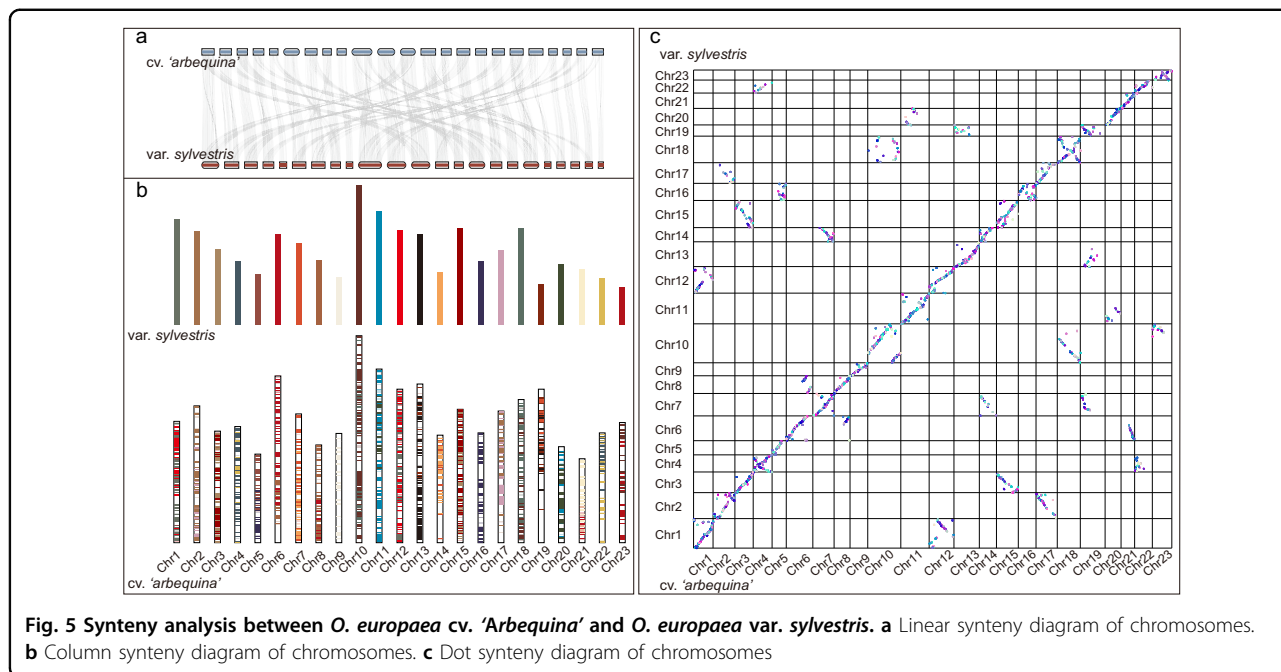 a
cv. 'arbequina'
var. sylvestris
b
var. sylvestris
Chr1 Chr2 Chr3 Chr4 Chr5 Chr6 Chr7 Chr8 Chr9 Chr10 Chr11 Chr12 Chr13 Chr14 Chr15 Chr16 Chr17 Chr18 Chr19 Chr20 Chr21 Chr22 Chr23
cv. 'arbequina'
c
var. sylvestris
Chr23
Chr22
Chr21
Chr20
Chr19
Chr18
Chr17
Chr16
Chr15
Chr14
Chr13
Chr12
Chr11
Chr10
Chr9
Chr8
Chr7
Chr6
Chr5
Chr4
Chr3
Chr2
Chr1
Chr1 Chr2 Chr3 Chr4 Chr5 Chr6 Chr7 Chr8 Chr9 Chr10 Chr11 Chr12 Chr13 Chr14 Chr15 Chr16 Chr17 Chr18 Chr19 Chr20 Chr21 Chr22 Chr23
cv. 'arbequina'
Fig. 5 Synteny analysis between O. europaea cv. 'Arbequina' and O. europaea var. sylvestris. a Linear synteny diagram of chromosomes.
b Column synteny diagram of chromosomes. c Dot synteny diagram of chromosomes